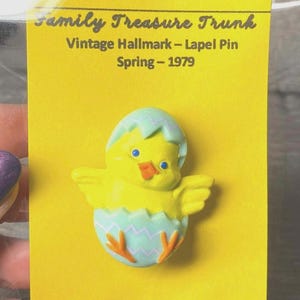 Family Treasure Trunk
Vintage Hallmark – Lapel Pin
Spring – 1979